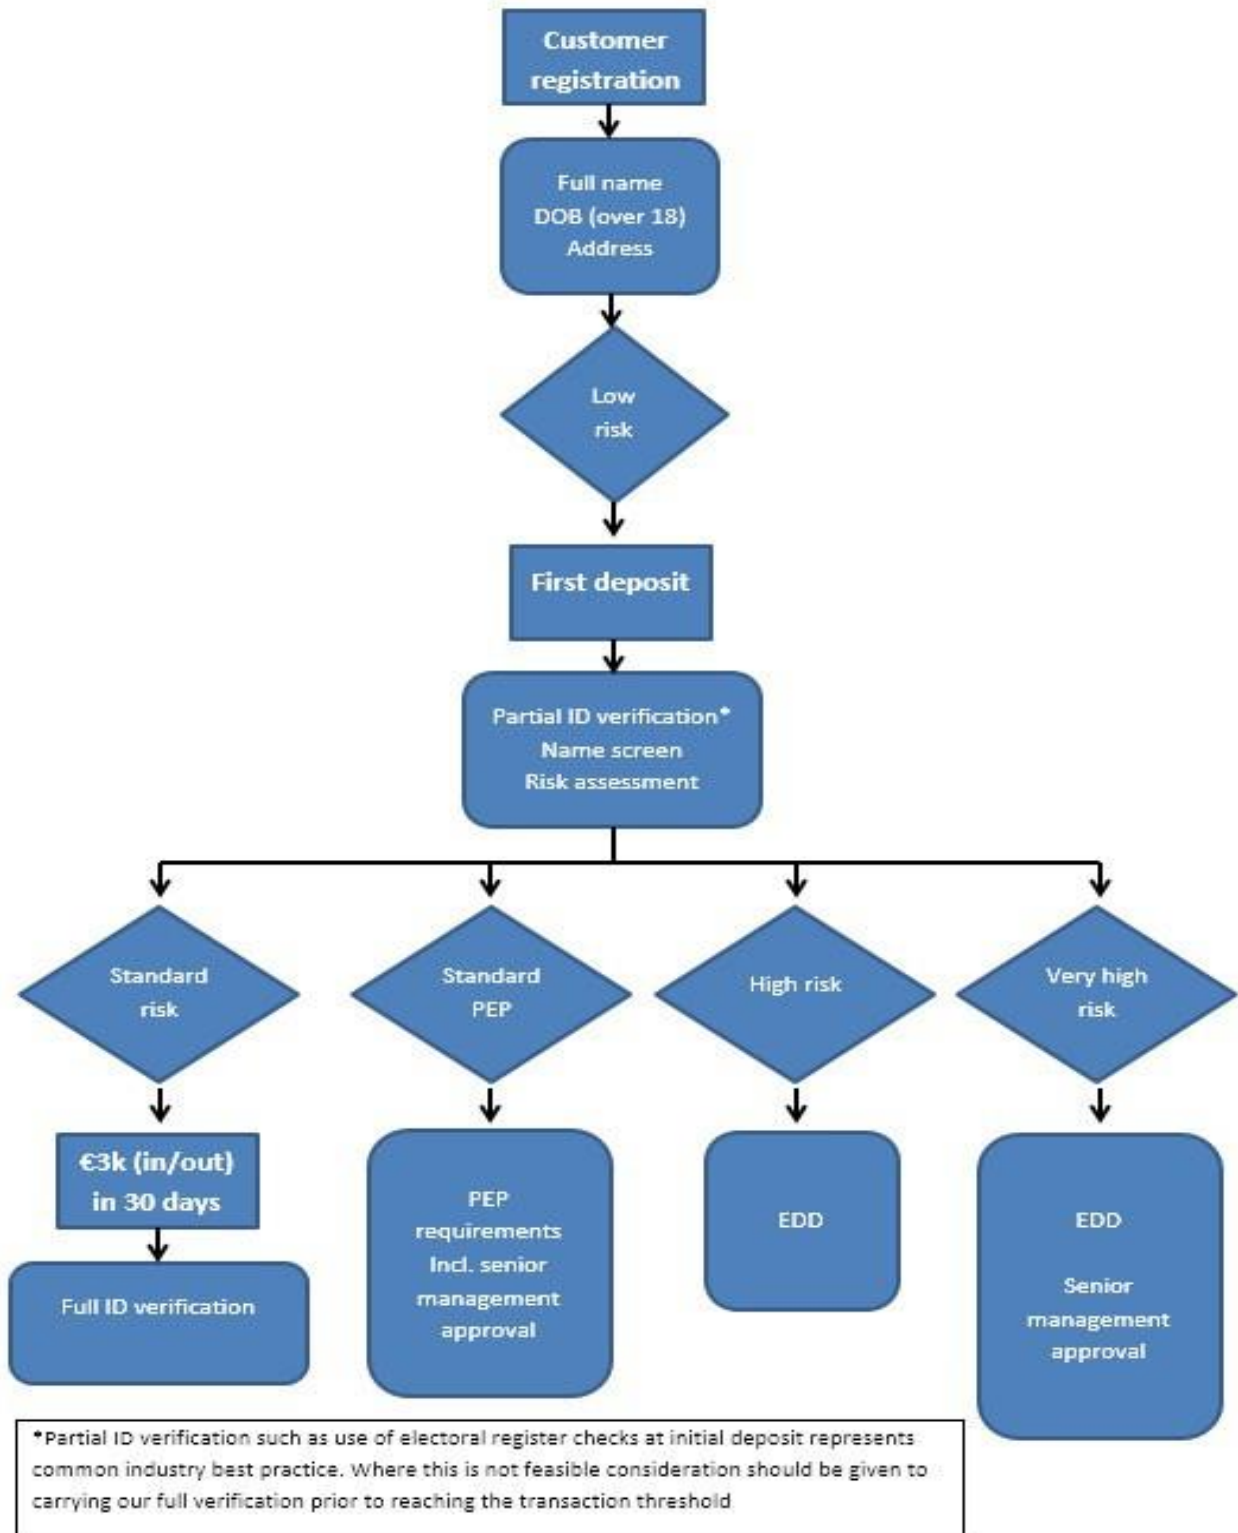 Customer
registration
Full name
DOB (over 18)
Address
Low
risk
First deposit
Partial ID verification*
Name screen
Risk assessment
Standard
risk
Standard
PEP
High risk
Very high
risk
€3k (in/out)
in 30 days
Full ID verification
PEP
requirements
Incl. senior
management
approval
EDD
EDD
Senior
management
approval
*Partial ID verification such as use of electoral register checks at initial deposit represents
common industry best practice. Where this is not feasible consideration should be given to
carrying our full verification prior to reaching the transaction threshold